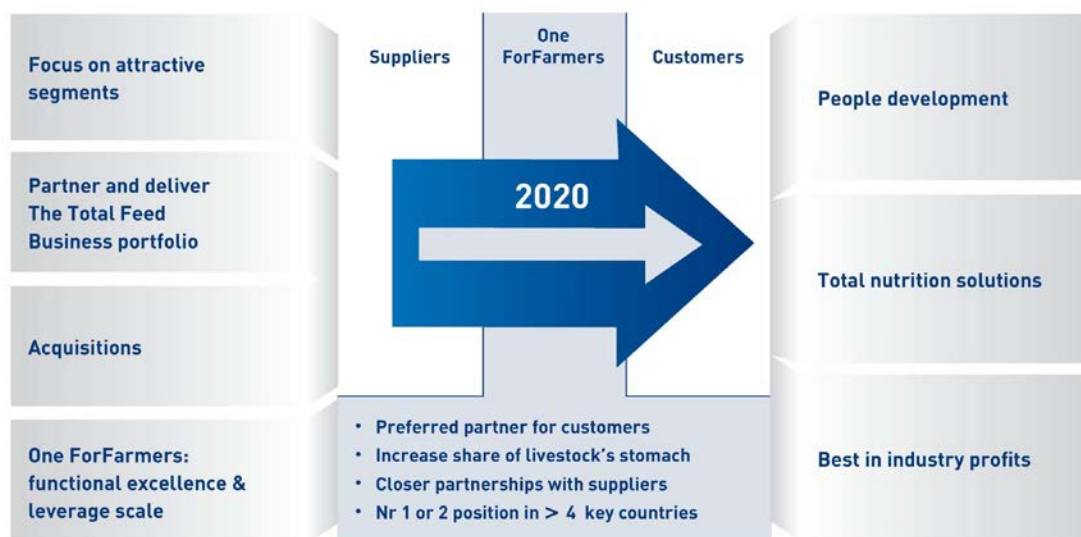 Focus on attractive
segments
Partner and deliver
The Total Feed
Business portfolio
Acquisitions
One ForFarmers:
functional excellence &
leverage scale
Suppliers
One
ForFarmers
Customers
2020
• Preferred partner for customers
• Increase share of livestock's stomach
• Closer partnerships with suppliers
• Nr 1 or 2 position in > 4 key countries
People development
Total nutrition solutions
Best in industry profits